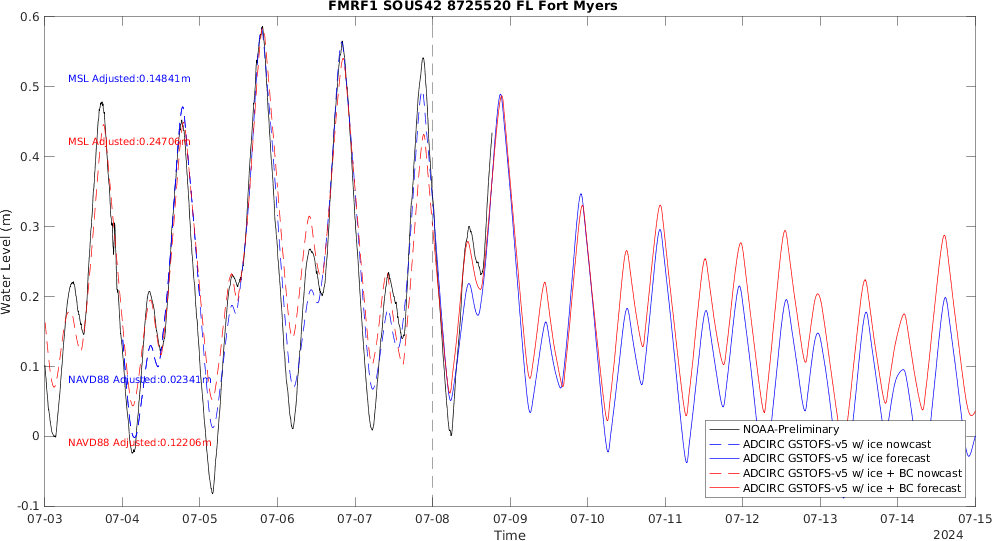 FMRF1 SOUS42 8725520 FL Fort Myers
0.6
0.5
0.4
0.3
0.2
0.1
0
-0.1
Water Level (m)
MSL Adjusted:0.14841m
MSL Adjusted:0.24706m
NAVD88 Adjusted:0.02341m
NAVD88 Adjusted:0.12206m
NOAA-Preliminary
ADCIRC GSTOFS-v5 w/ ice nowcast
ADCIRC GSTOFS-v5 w/ ice forecast
ADCIRC GSTOFS-v5 w/ ice + BC nowcast
ADCIRC GSTOFS-v5 w/ ice + BC forecast
07-03 07-04 07-05 07-06 07-07 07-08 07-09 07-10 07-11 07-12 07-13 07-14 07-15
Time
2024